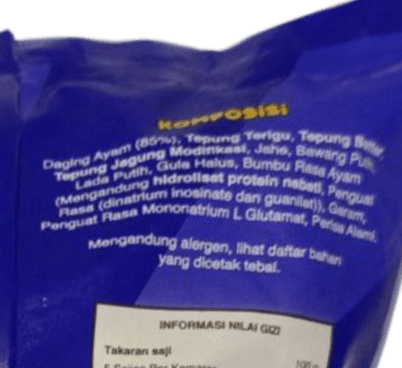 KOMPOSISI
Daging Ayam (85%), Tepung Terigu, Tepung
Tepung Jagung Modifikasi, Jahe, Bawang Putih,
Lada Putih, Gula Halus, Bumbu Rasa Ayam
(Mengandung hidrolisat protein nabati, Penguat
Rasa (dinatrium inosinate dan guanilat)), Garam,
Penguat Rasa Mononatrium L Glutamat, Perisa Alami.
Mengandung alergen, lihat daftar bahan
yang dicetak tebal.
INFORMASI NILAI GIZI
Takaran saji 100 g